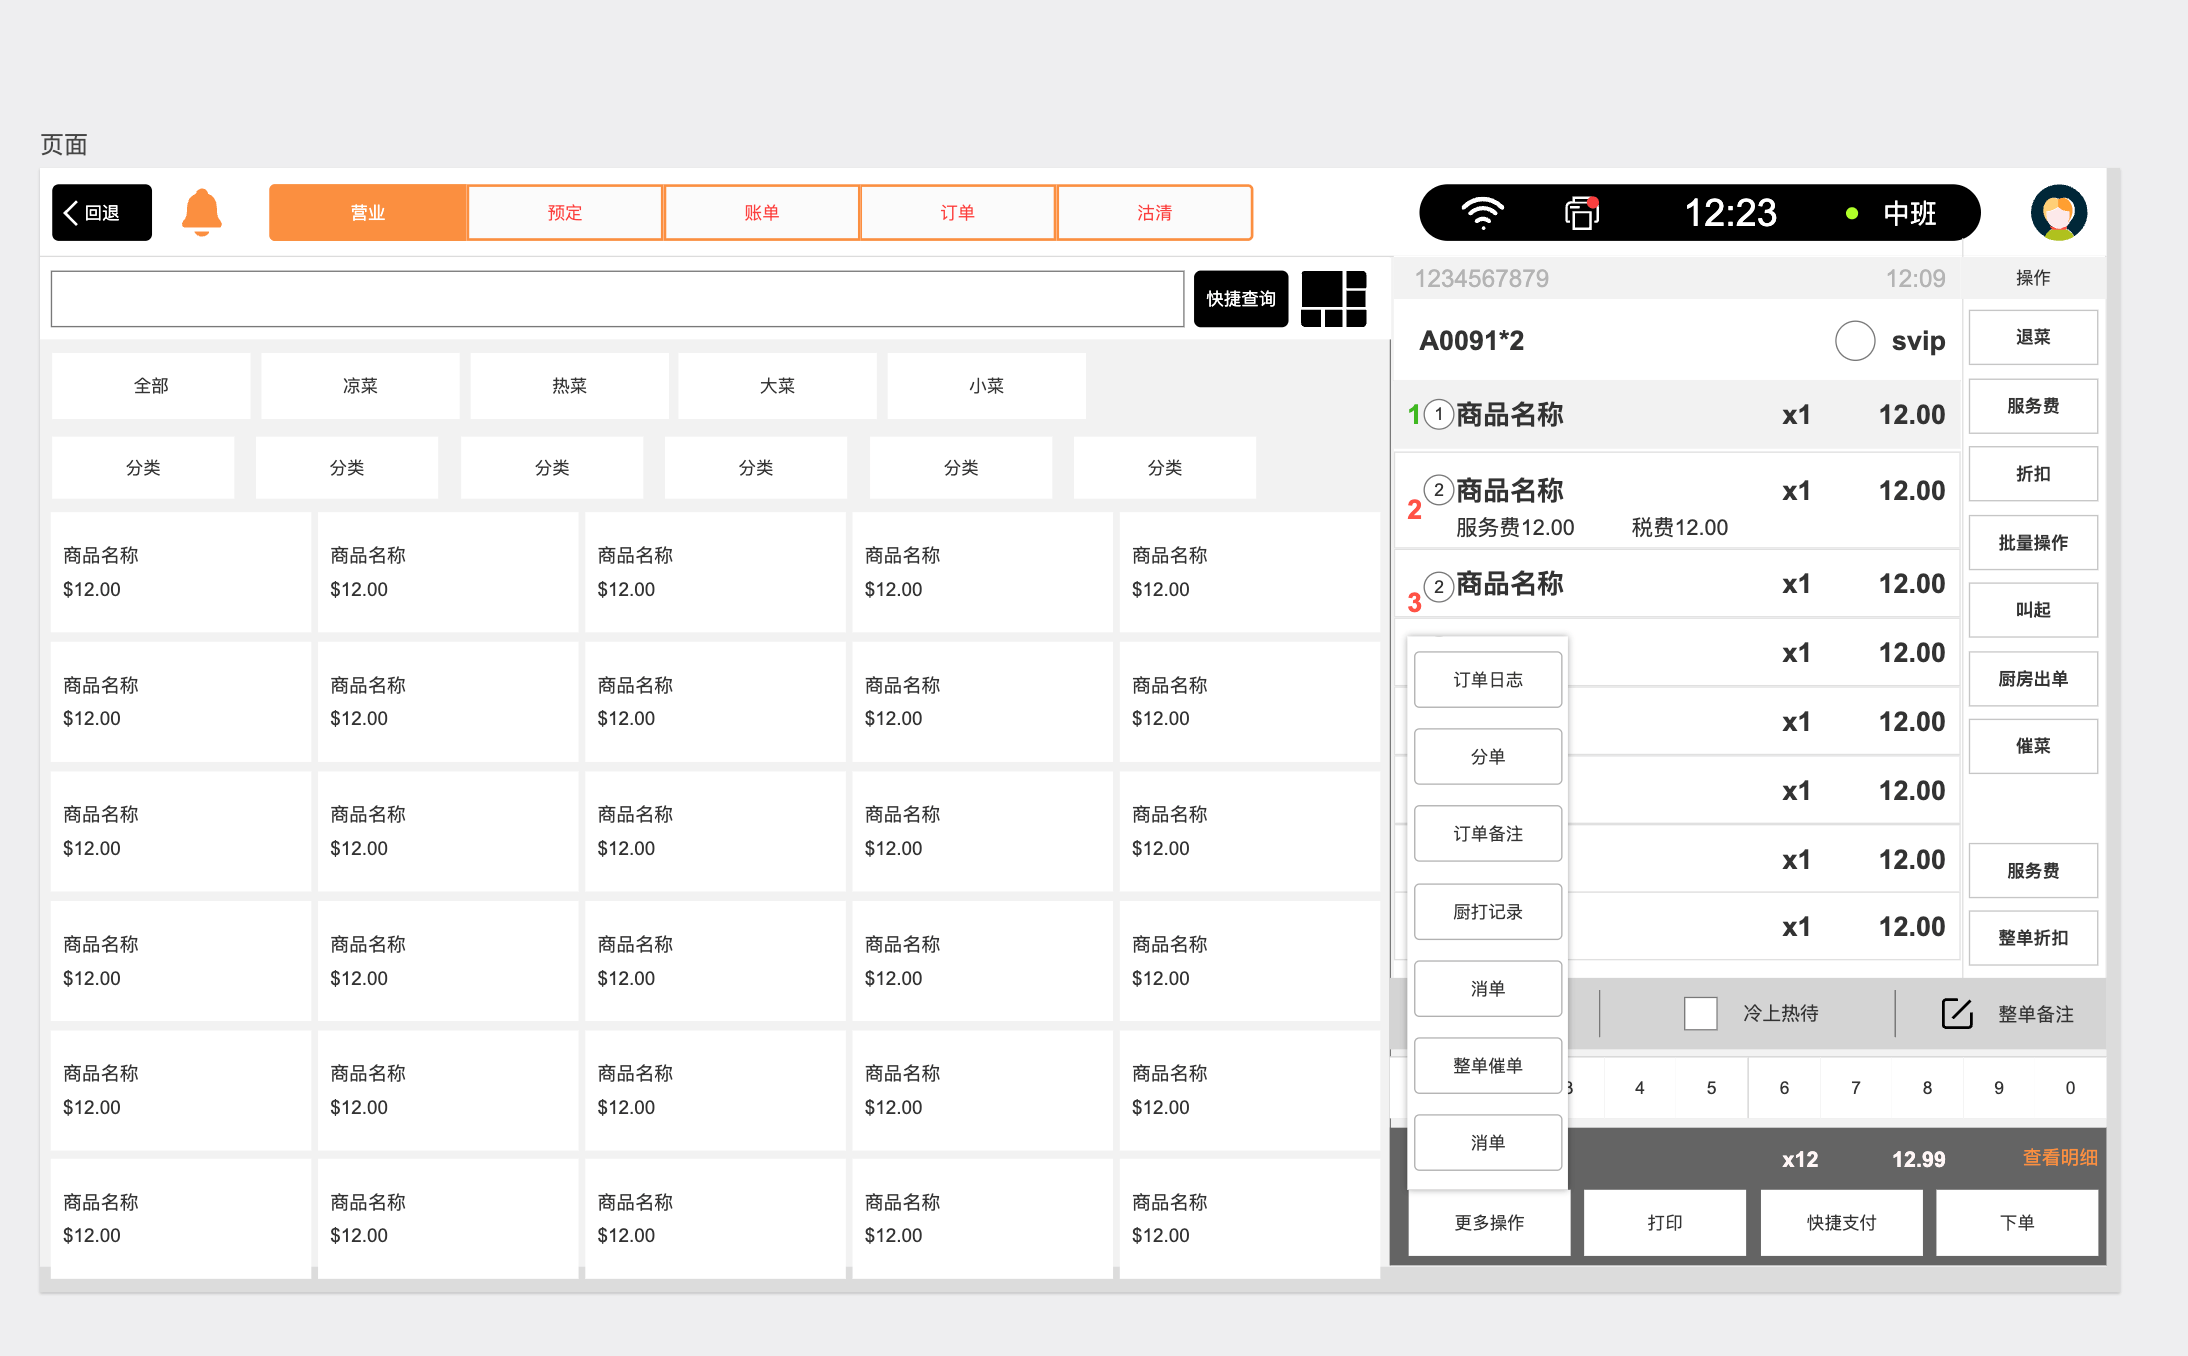 页面
回退
营业 预定 账单 订单 沽清
12:23 中班
快捷查询
全部 凉菜 热菜 大菜 小菜
分类 分类 分类 分类 分类 分类
商品名称 商品名称 商品名称 商品名称 商品名称
$12.00 $12.00 $12.00 $12.00 $12.00
商品名称 商品名称 商品名称 商品名称 商品名称
$12.00 $12.00 $12.00 $12.00 $12.00
商品名称 商品名称 商品名称 商品名称 商品名称
$12.00 $12.00 $12.00 $12.00 $12.00
商品名称 商品名称 商品名称 商品名称 商品名称
$12.00 $12.00 $12.00 $12.00 $12.00
商品名称 商品名称 商品名称 商品名称 商品名称
$12.00 $12.00 $12.00 $12.00 $12.00
商品名称 商品名称 商品名称 商品名称 商品名称
$12.00 $12.00 $12.00 $12.00 $12.00
1234567879 12:09
A0091*2 svip
1 1 商品名称 x1 12.00
2 2 商品名称 x1 12.00
服务费12.00 税费12.00
3 2 商品名称 x1 12.00
x1 12.00
x1 12.00
x1 12.00
x1 12.00
x1 12.00
操作
退菜
服务费
折扣
批量操作
叫起
厨房出单
催菜
服务费
整单折扣
订单日志
分单
订单备注
厨打记录
消单
整单催单
消单
冷上热待 整单备注
4 5 6 7 8 9 0
x12 12.99 查看明细
更多操作 打印 快捷支付 下单